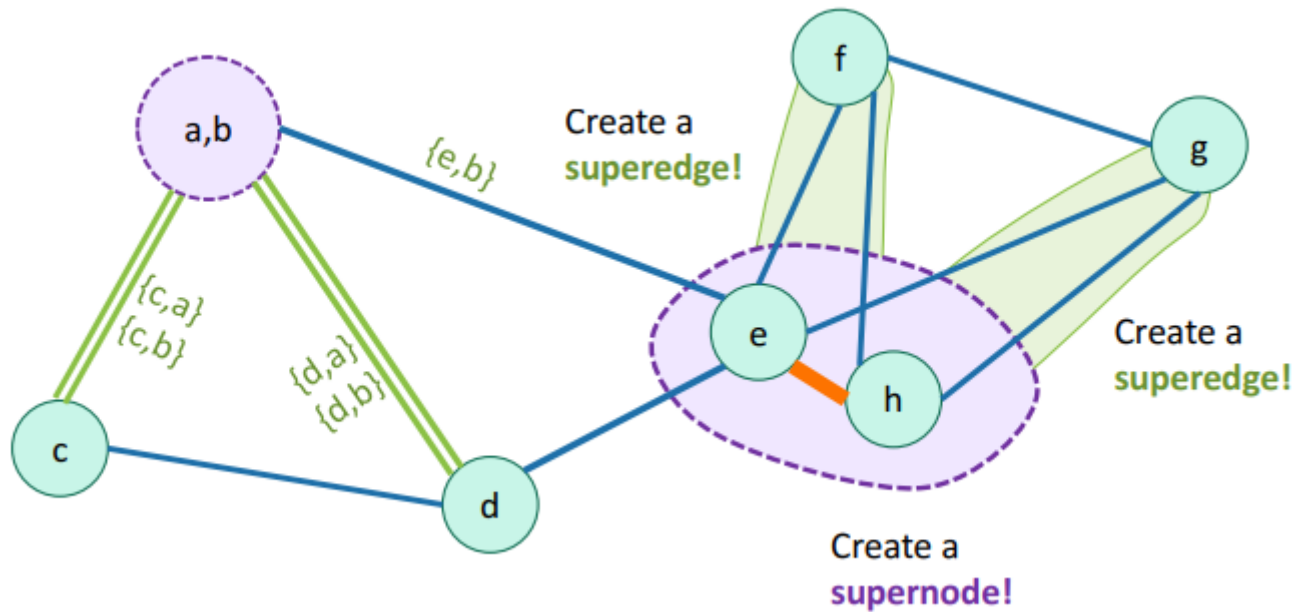 f
a,b
Create a
superedge!
g
{e,b}
{c,a}
{c,b}
{d,a}
{d,b}
e
h
Create a
superedge!
c
d
Create a
supernode!